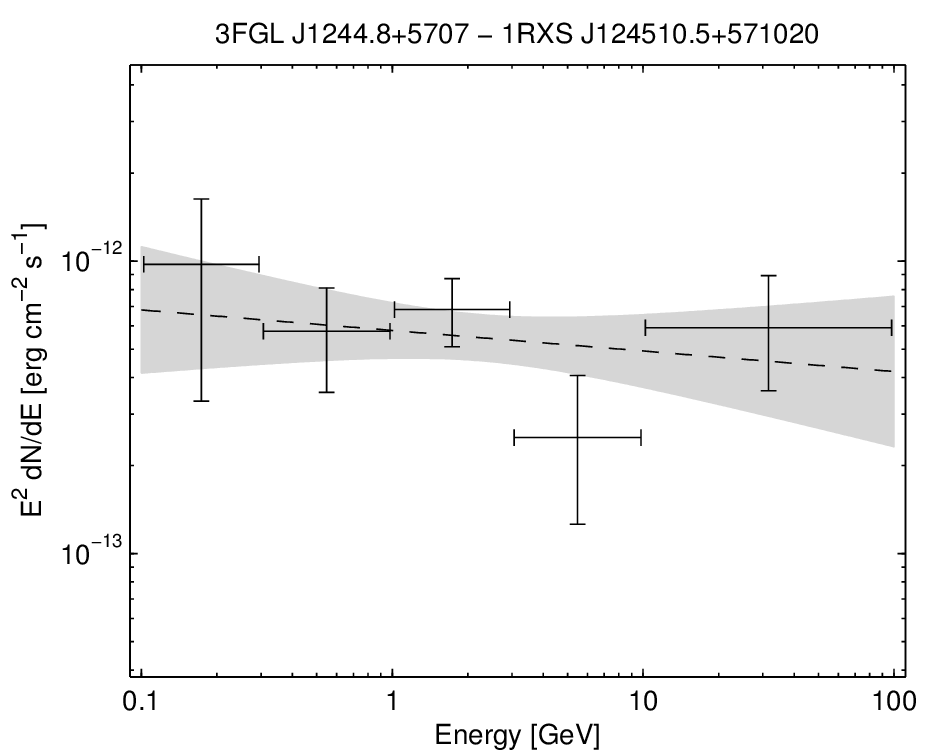 3FGL J1244.8+5707 − 1RXS J124510.5+571020
E² dN/dE [erg cm⁻² s⁻¹]
10⁻¹²
10⁻¹³
0.1 1 10 100
Energy [GeV]